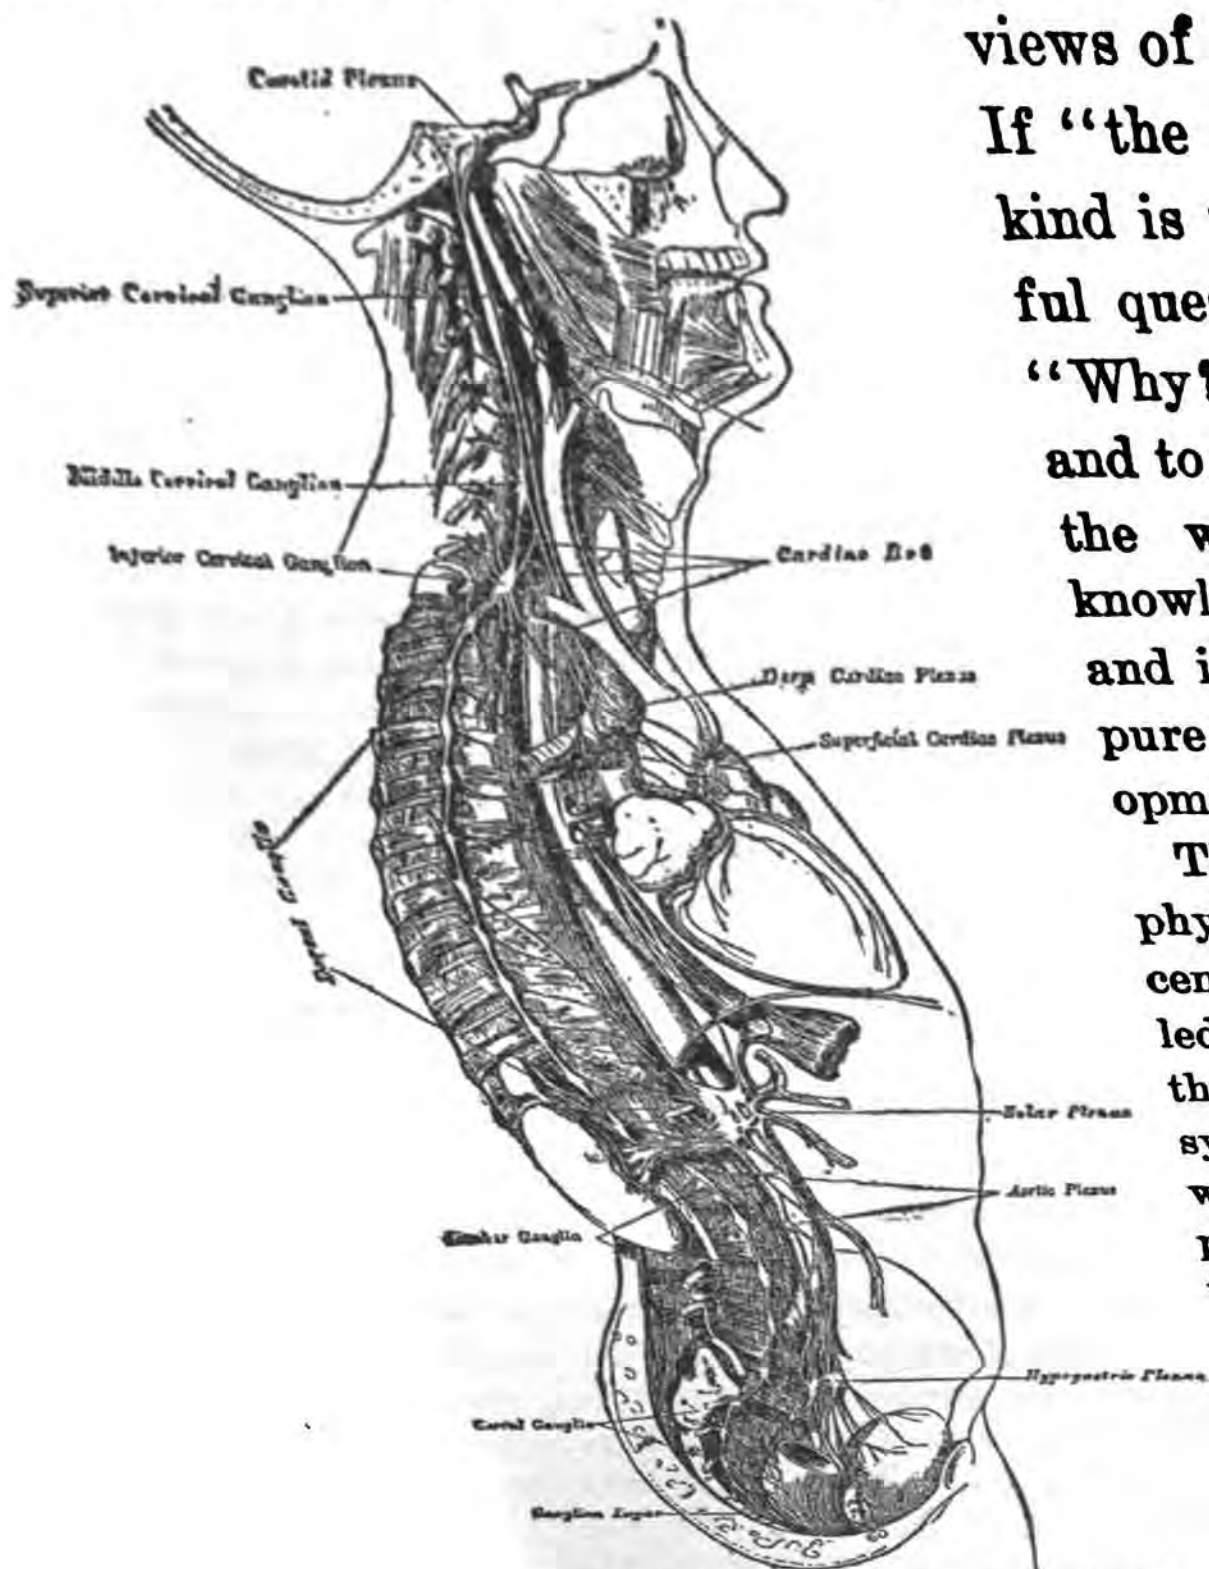 views of
If “the
kind is
ful ques
“Why
and to
the w
knowl
and i
pure
opm
T
phy
cen
led
th
sy
w
Carotid Plexus
Superior Cervical Ganglion
Middle Cervical Ganglion
Inferior Cervical Ganglion
Cardiac
Deep Cardiac Plexus
Superficial Cardiac Plexus
Solar Plexus
Aortic Plexus
Lumbar Ganglia
Hypogastric Plexus
Sacral Ganglia
Ganglion Impar